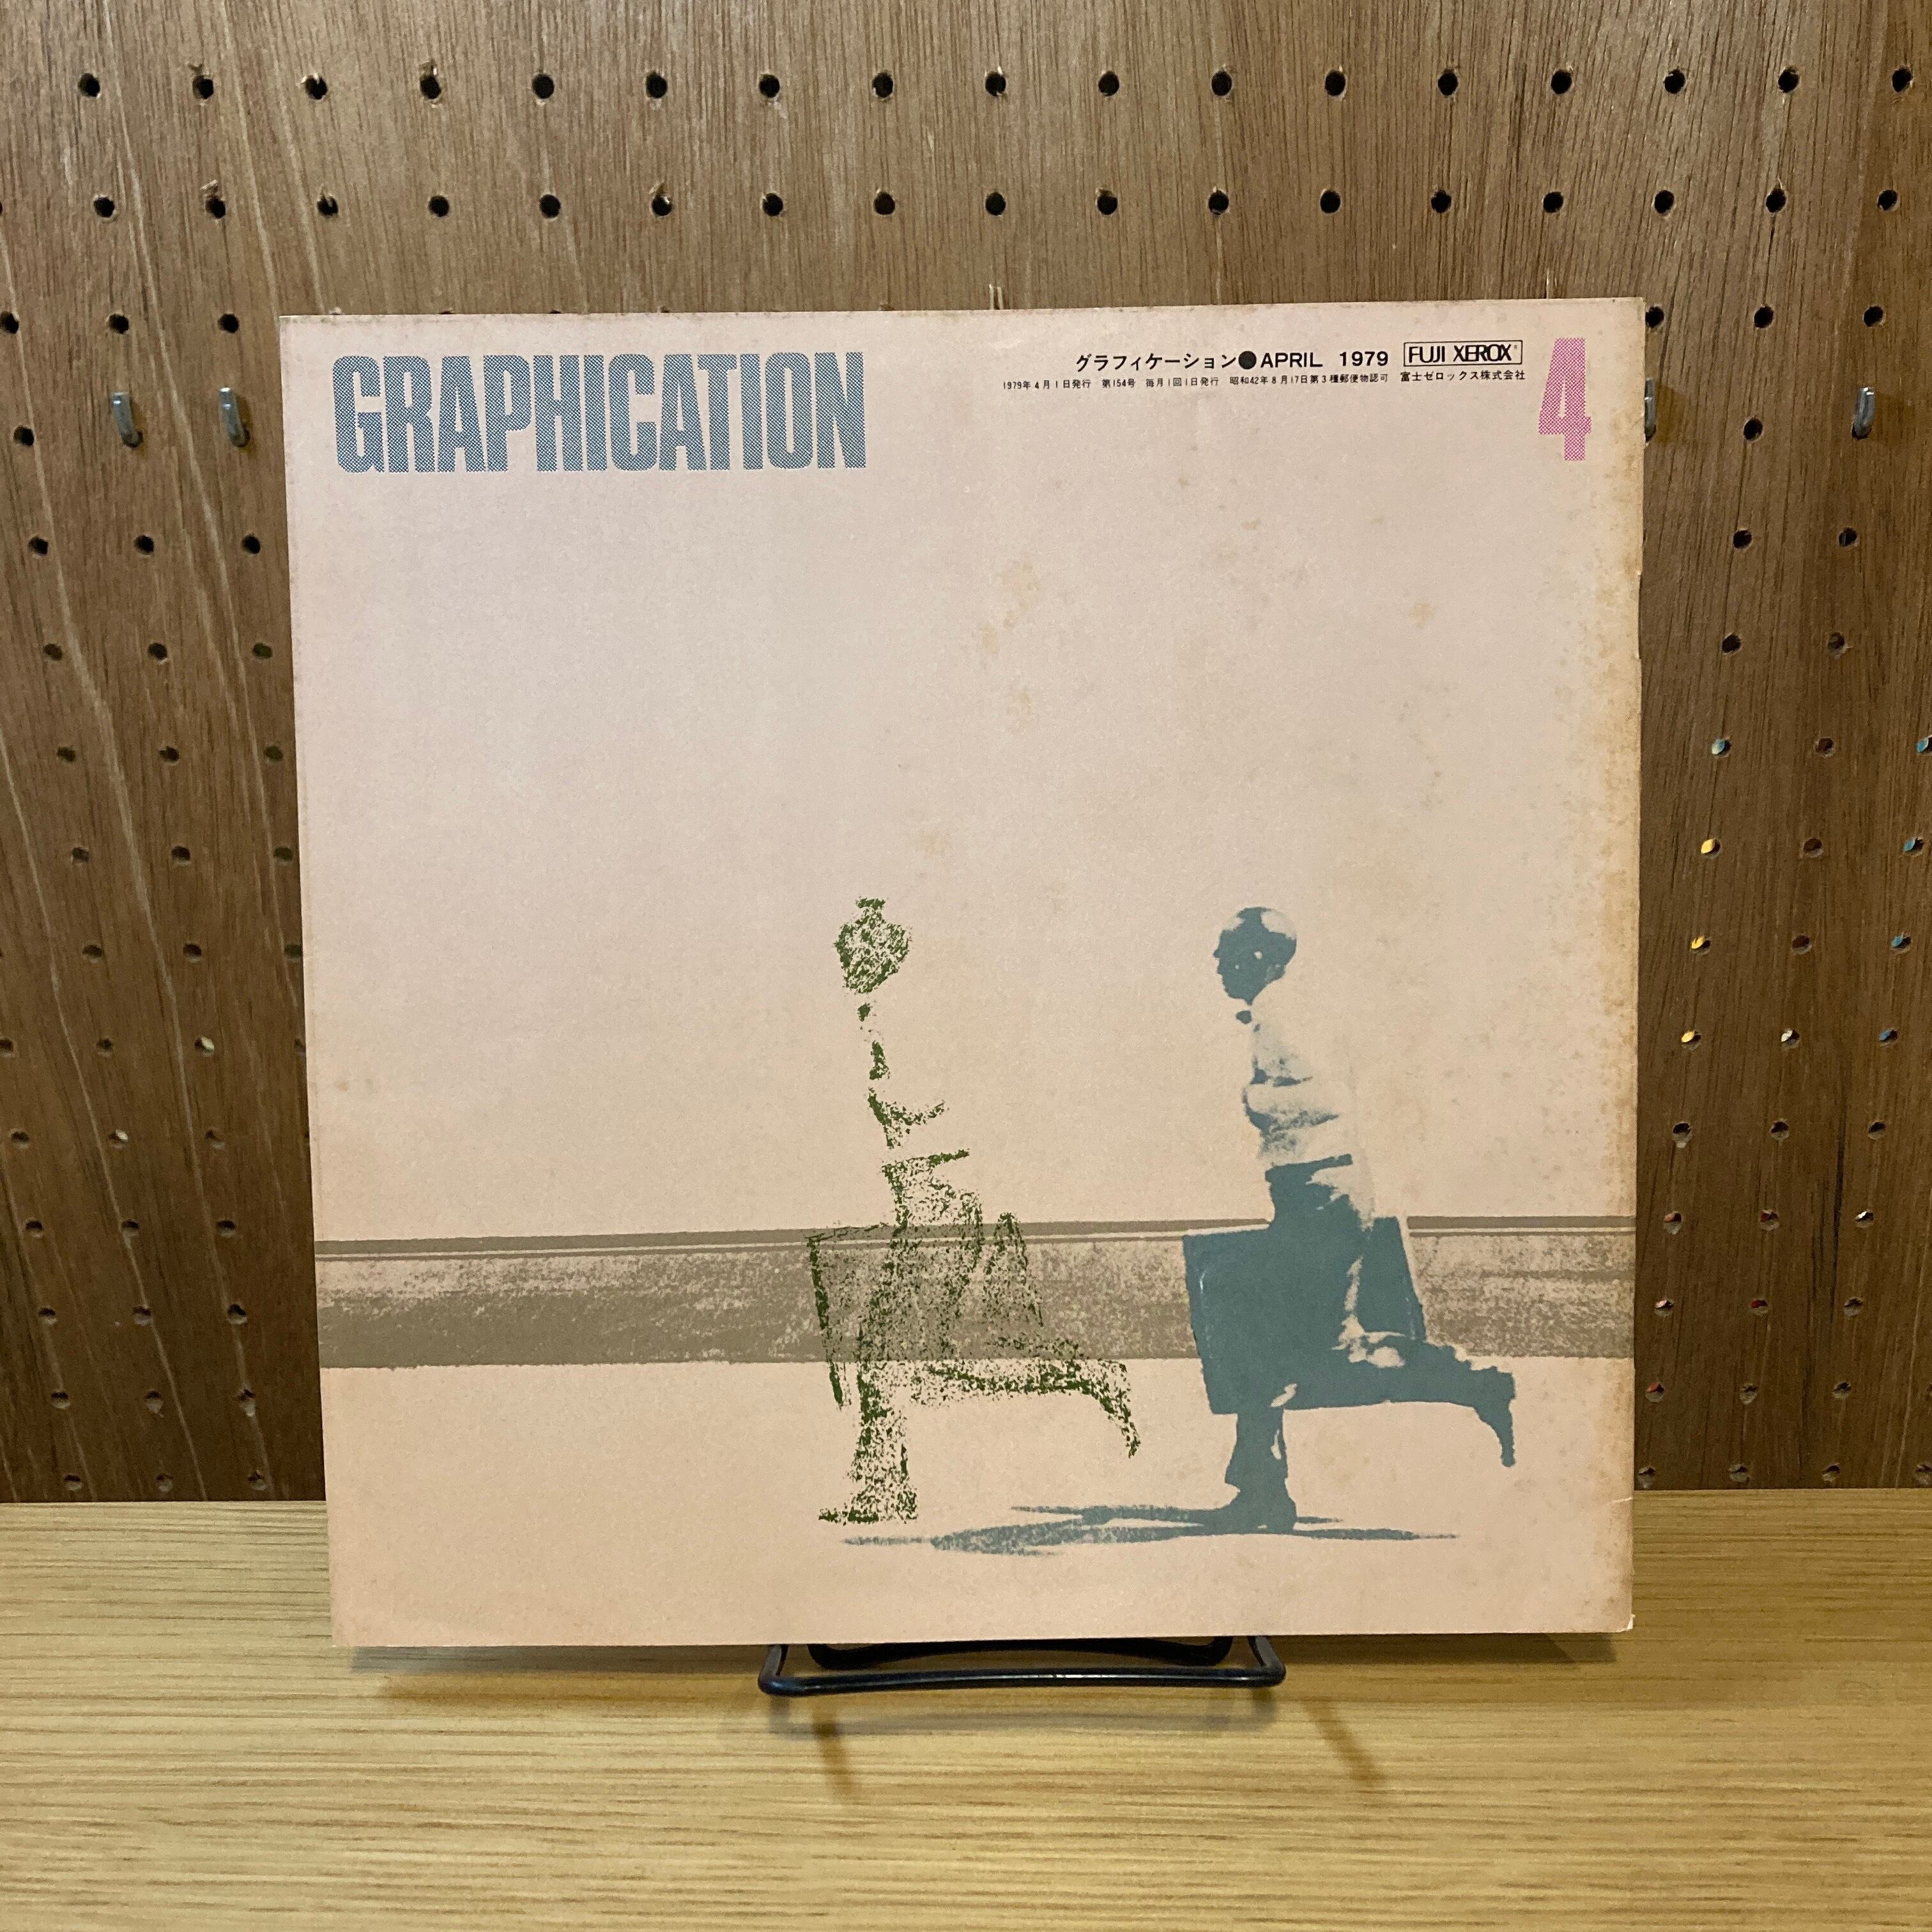 GRAPHICATION
グラフィケーション●APRIL 1979 FUJI XEROX
4
1979年4月1日発行 第154号 毎月1回1日発行 昭和42年8月17日第3種郵便物認可 富士ゼロックス株式会社